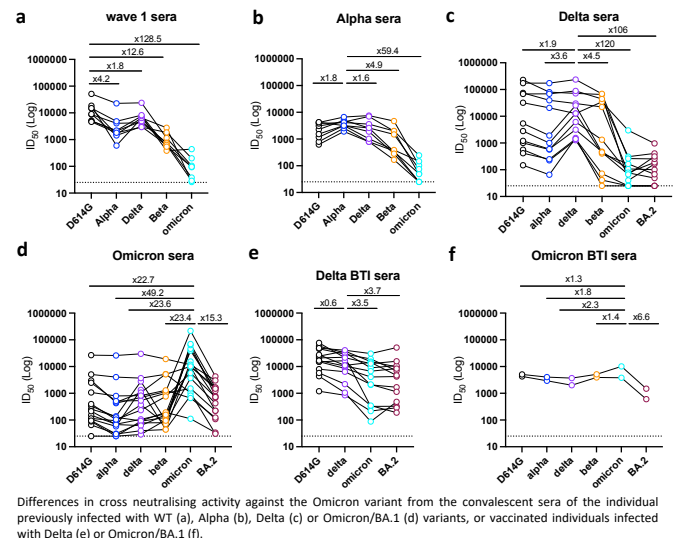 a
wave 1 sera
x128.5
x12.6
x1.8
x4.2
1000000
100000
10000
1000
100
10
ID50 (Log)
D614G
Alpha
Delta
Beta
omicron
b
Alpha sera
x59.4
x4.9
x1.8
x1.6
1000000
100000
10000
1000
100
10
ID50 (Log)
D614G
Alpha
Delta
Beta
omicron
c
Delta sera
x106
x1.9
x120
x3.6
x4.5
1000000
100000
10000
1000
100
10
ID50 (Log)
D614G
alpha
delta
beta
omicron
BA.2
d
Omicron sera
x22.7
x49.2
x23.6
x23.4
x15.3
1000000
100000
10000
1000
100
10
ID50 (Log)
D614G
alpha
delta
beta
omicron
BA.2
e
Delta BTI sera
x3.7
x0.6
x3.5
1000000
100000
10000
1000
100
10
ID50 (Log)
D614G
delta
omicron
BA.2
f
Omicron BTI sera
x1.3
x1.8
x2.3
x1.4
x6.6
1000000
100000
10000
1000
100
10
ID50 (Log)
D614G
alpha
delta
beta
omicron
BA.2
Differences in cross neutralising activity against the Omicron variant from the convalescent sera of the individual
previously infected with WT (a), Alpha (b), Delta (c) or Omicron/BA.1 (d) variants, or vaccinated individuals infected
with Delta (e) or Omicron/BA.1 (f).